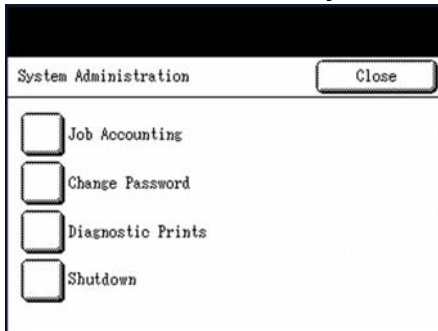 System Administration
Close
Job Accounting
Change Password
Diagnostic Prints
Shutdown